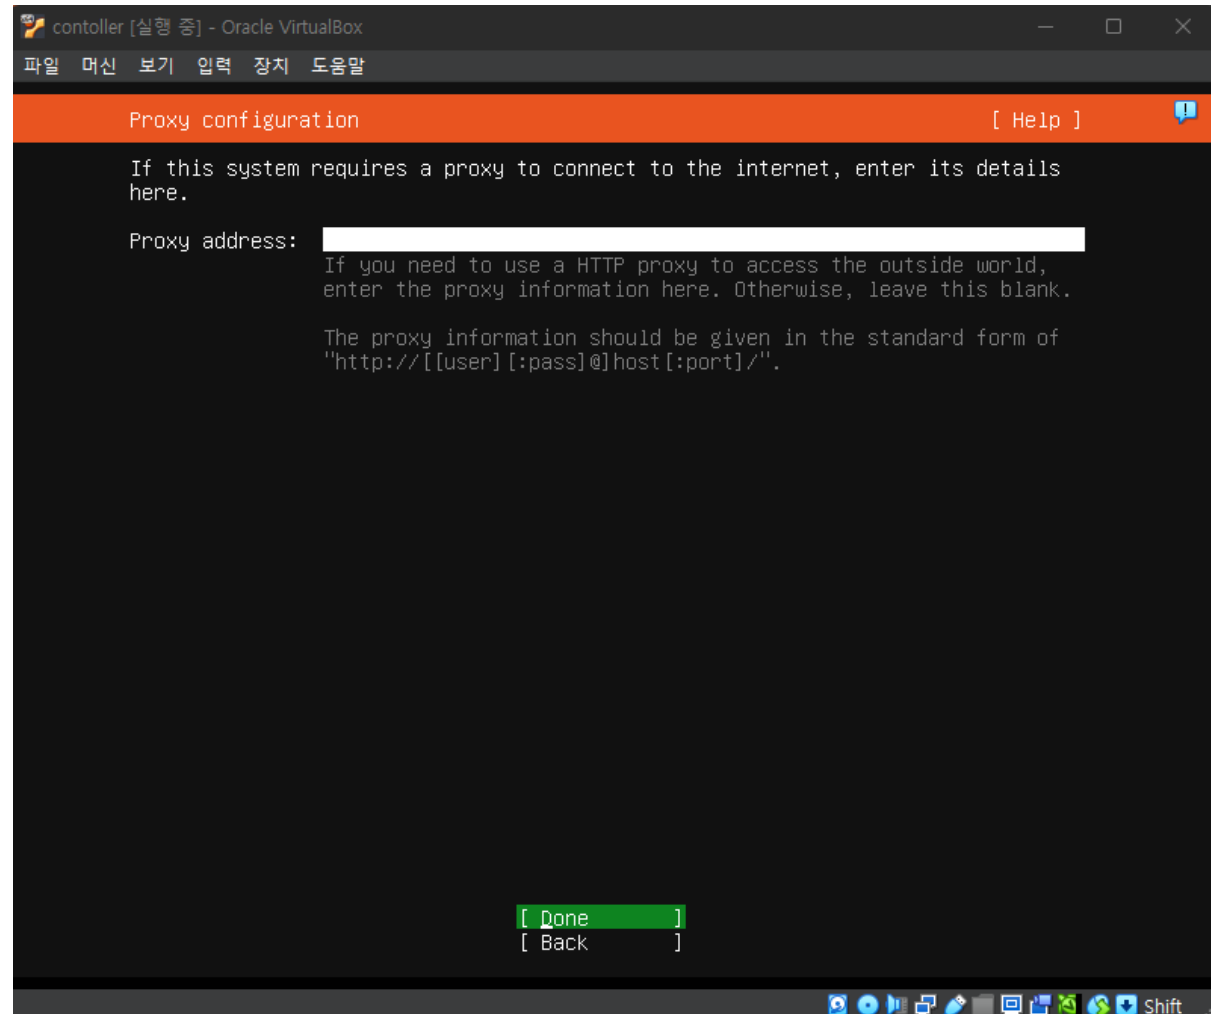 contoller [실행 중] - Oracle VirtualBox
파일 머신 보기 입력 장치 도움말
Proxy configuration [ Help ]
If this system requires a proxy to connect to the internet, enter its details
here.
Proxy address:
If you need to use a HTTP proxy to access the outside world,
enter the proxy information here. Otherwise, leave this blank.
The proxy information should be given in the standard form of
"http://[[user][:pass]@]host[:port]/".
[ Done ]
[ Back ]
Shift